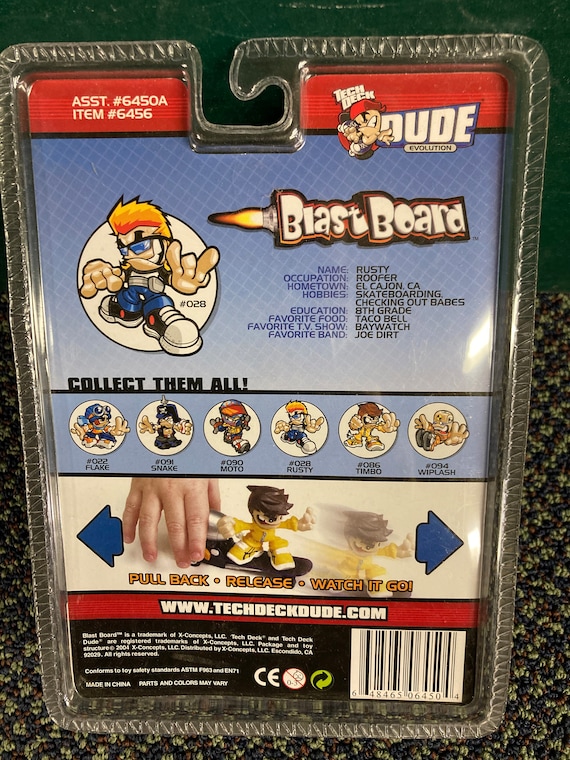 ASST. #6450A
ITEM #6456
TECH DECK
DUDE
EVOLUTION
Blast Board™
#028
NAME: RUSTY
OCCUPATION: ROOFER
HOMETOWN: EL CAJON, CA
HOBBIES: SKATEBOARDING,
CHECKING OUT BABES
EDUCATION: 8TH GRADE
FAVORITE FOOD: TACO BELL
FAVORITE T.V. SHOW: BAYWATCH
FAVORITE BAND: JOE DIRT
COLLECT THEM ALL!
#022 #091 #090 #028 #086 #094
FLAKE SNAKE MOTO RUSTY TIMBO WIPLASH
PULL BACK • RELEASE • WATCH IT GO!
WWW.TECHDECKDUDE.COM
Blast Board™ is a trademark of X-Concepts, LLC. Tech Deck® and Tech Deck
Dude® are registered trademarks of X-Concepts, LLC. Package and toy
structure © 2004 X-Concepts, LLC. Distributed by X-Concepts, LLC. Escondido, CA
92029. All rights reserved.
Conforms to toy safety standards ASTM F963 and EN71
MADE IN CHINA PARTS AND COLORS MAY VARY
CE
0-3
6 48465 06450 4